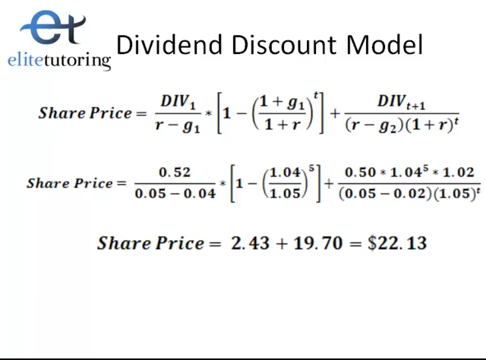 et
elitetutoring
Dividend Discount Model
Share Price = DIV₁ / (r − g₁) * [1 − ((1 + g₁) / (1 + r))^t] + DIVₜ₊₁ / ((r − g₂)(1 + r)^t)
Share Price = 0.52 / (0.05 − 0.04) * [1 − (1.04 / 1.05)^5] + (0.50 * 1.04^5 * 1.02) / ((0.05 − 0.02)(1.05)^t)
Share Price = 2.43 + 19.70 = $22.13